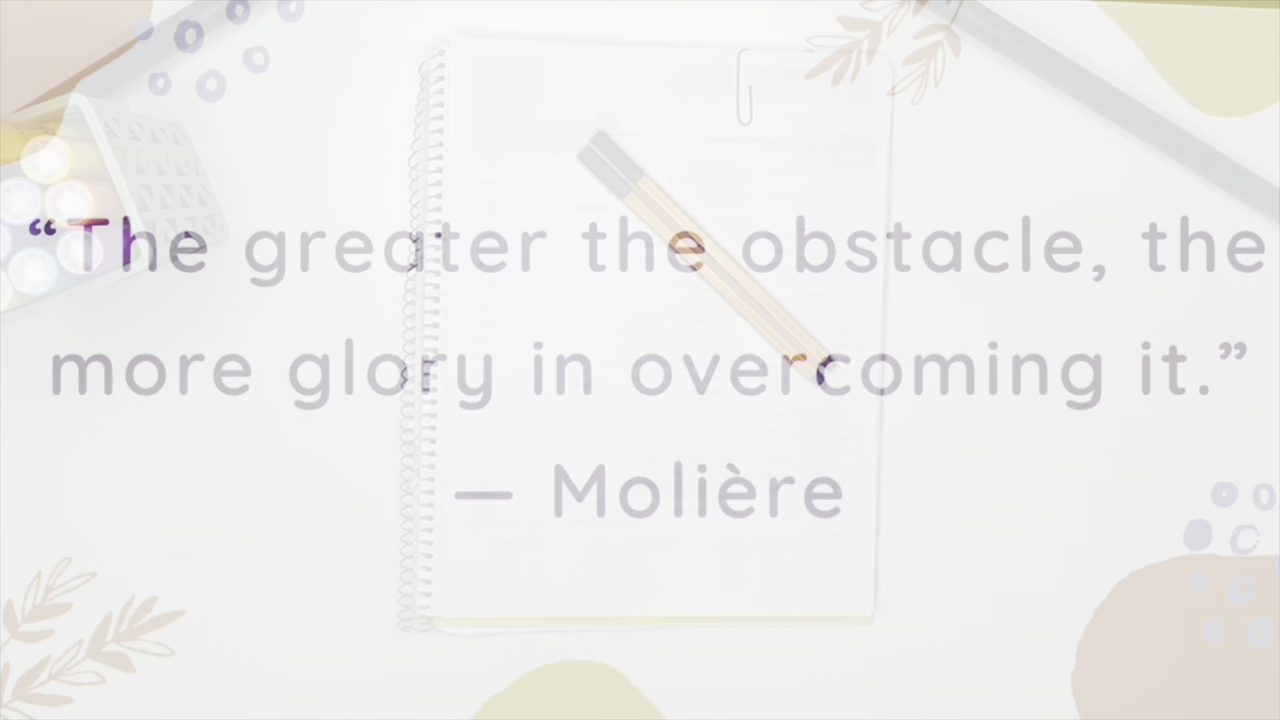 “The greater the obstacle, the
more glory in overcoming it.”
— Molière